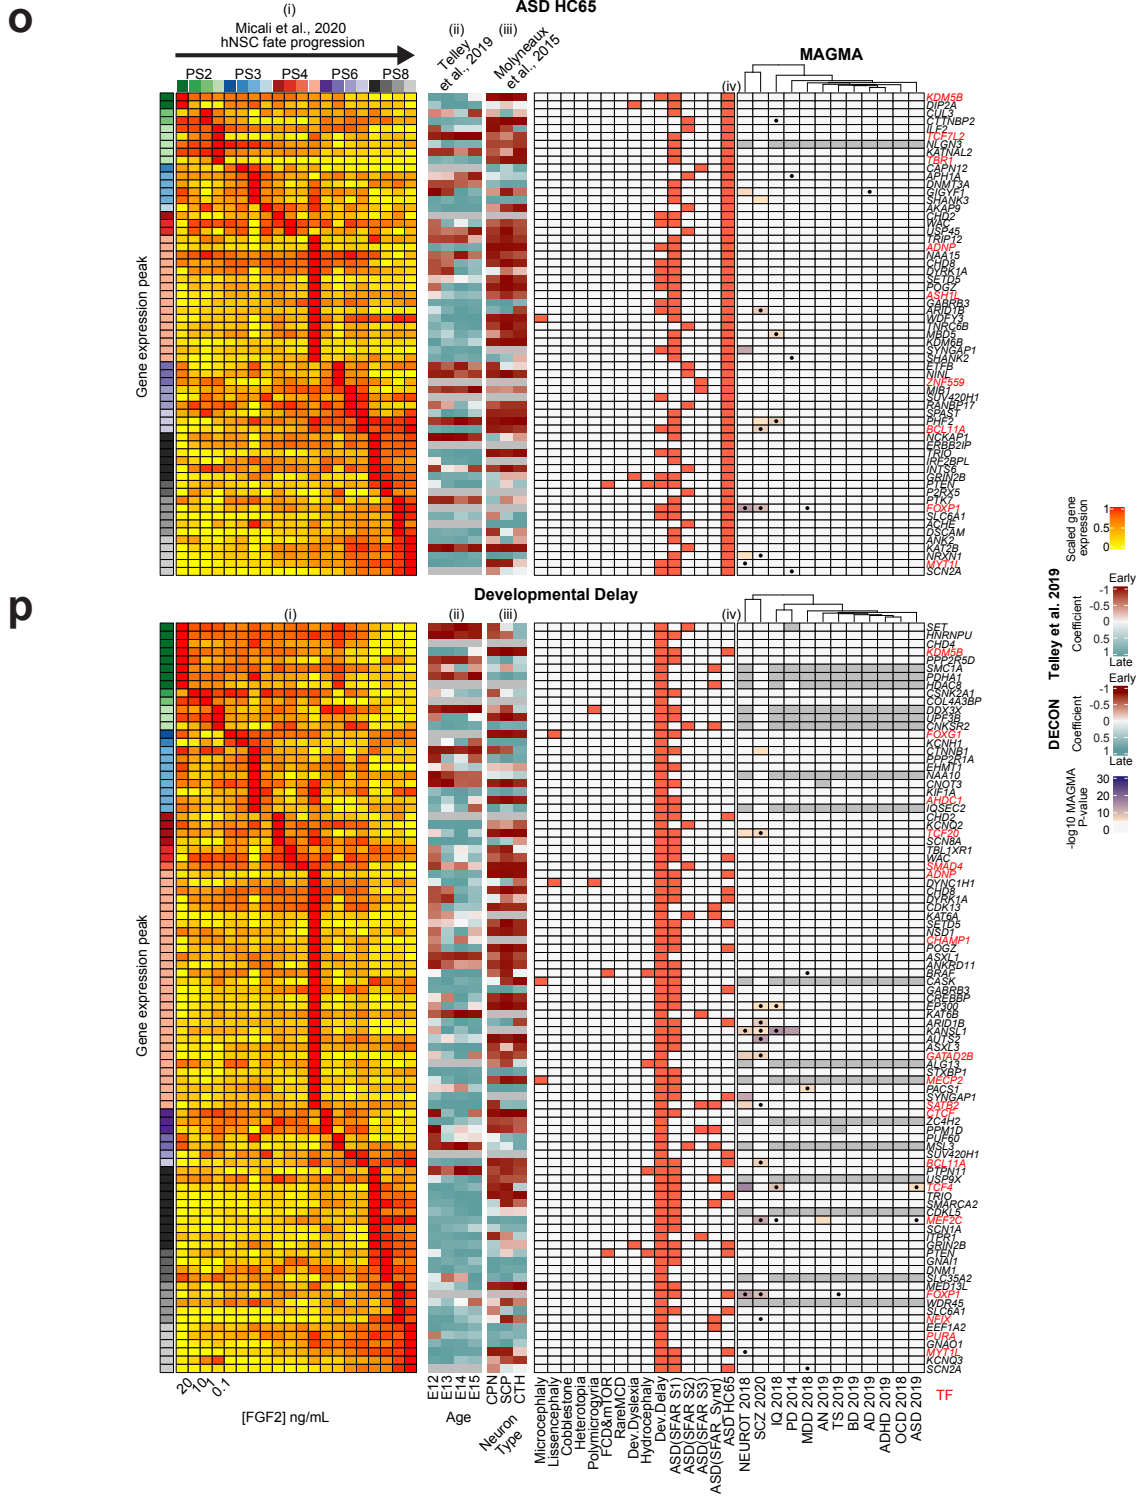 o
ASD HC65
(i)
Micali et al., 2020
hNSC fate progression
(ii)
Telley
et al., 2019
(iii)
Molyneaux
et al., 2015
MAGMA
(iv)
PS2
PS3
PS4
PS6
PS8
Gene expression peak
KDM5B
DIP2A
CUL3
CTTNBP2
ILF2
TCF7L2
NLGN3
KATNAL2
TBR1
CAPN12
APH1A
DNMT3A
GIGYF1
SHANK3
AKAP9
CHD2
WAC
USP45
TRIP12
ADNP
NAA15
CHD8
DYRK1A
SETD5
POGZ
ASH1L
GABRB3
ARID1B
WDFY3
TNRC6B
MBD5
KDM6B
SYNGAP1
SHANK2
ETFB
NINL
ZNF559
MIB1
SUV420H1
RANBP17
SPAST
PHF2
BCL11A
NCKAP1
ERBB2IP
TRIO
IRF2BPL
INTS6
GRIN2B
PTEN
P2RX5
PTK7
FOXP1
SLC6A1
ACHE
DSCAM
ANK2
KAT2B
NRXN1
MYT1L
SCN2A
Scaled gene
expression
1
0.5
0
Telley et al. 2019
Coefficient
Early
-1
-0.5
0
0.5
1
Late
DECON
Coefficient
Early
-1
-0.5
0
0.5
1
Late
-log10 MAGMA
P-value
30
20
10
0
p
Developmental Delay
(i)
(ii)
(iii)
(iv)
Gene expression peak
SET
HNRNPU
CHD4
KDM5B
PPP2R5D
SMC1A
PDHA1
HDAC8
CSNK2A1
COL4A3BP
DDX3X
UPF3B
CNKSR2
FOXG1
KCNH1
CTNNB1
PPP2R1A
EHMT1
NAA10
CNOT3
KIF1A
AHDC1
IQSEC2
CHD2
KCNQ2
TCF20
SCN8A
TBL1XR1
WAC
SMAD4
ADNP
DYNC1H1
CHD8
DYRK1A
CDK13
KAT6A
SETD5
NSD1
CHAMP1
POGZ
ASXL1
ANKRD11
BRAF
CASK
GABRB3
CREBBP
EP300
KAT6B
ARID1B
KANSL1
AUTS2
ASXL3
GATAD2B
ALG13
STXBP1
MECP2
PACS1
SYNGAP1
SATB2
CTCF
ZC4H2
PPM1D
PUF60
MSL3
SUV420H1
BCL11A
PTPN11
USP9X
TCF4
TRIO
SMARCA2
CDKL5
MEF2C
SCN1A
ITPR1
GRIN2B
PTEN
GNAI1
DNM1
SLC35A2
MED13L
FOXP1
WDR45
SLC6A1
NFIX
EEF1A2
PURA
GNAO1
MYT1L
KCNQ3
SCN2A
20
10
1
0.1
[FGF2] ng/mL
E12
E13
E14
E15
Age
CPN
SCP
CTH
Neuron
Type
Microcephaly
Lissencephaly
Cobblestone
Heterotopia
Polymicrogyria
FCD&mTOR
RareMCD
Dev.Dyslexia
Hydrocephaly
Dev.Delay
ASD(SFAR S1)
ASD(SFAR S2)
ASD(SFAR S3)
ASD(SFAR Synd)
ASD HC65
NEUROT 2018
SCZ 2020
IQ 2018
PD 2014
MDD 2018
AN 2019
TS 2019
BD 2019
AD 2019
ADHD 2019
OCD 2018
ASD 2019
TF